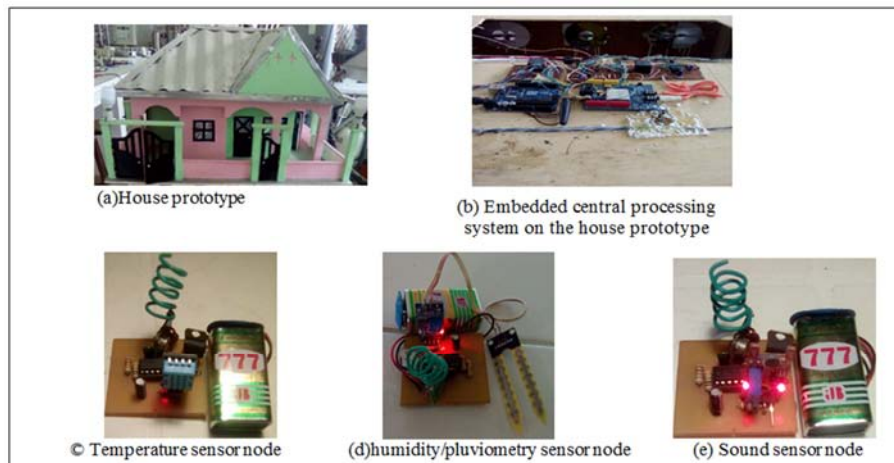 (a)House prototype
(b) Embedded central processing
system on the house prototype
777
777
© Temperature sensor node
(d)humidity/pluviometry sensor node
(e) Sound sensor node